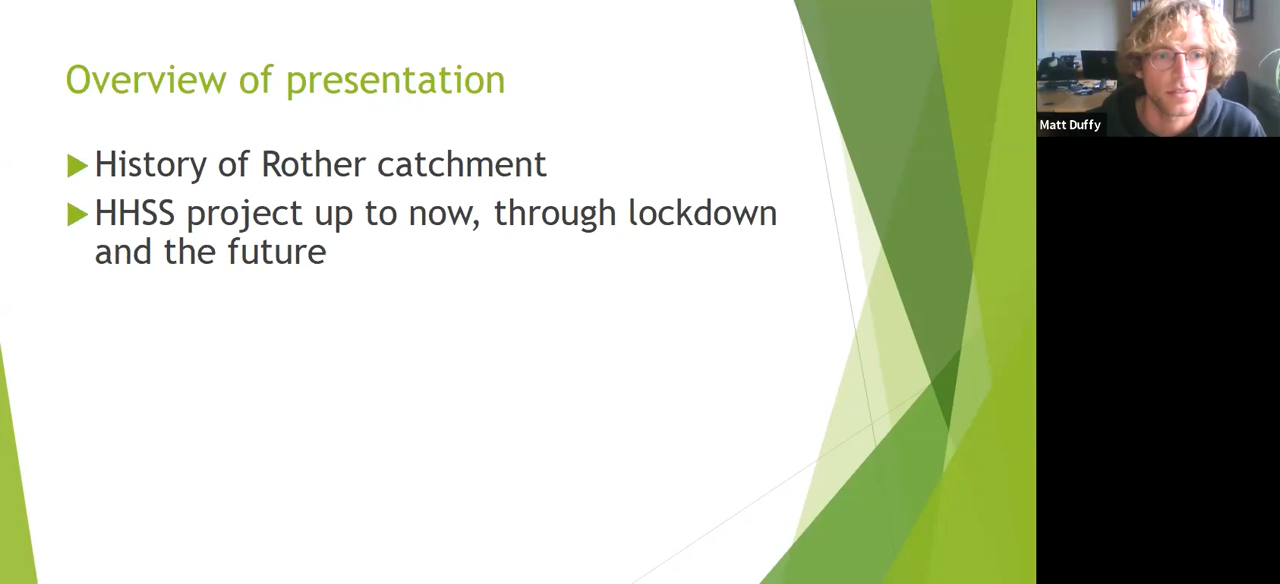 Overview of presentation
History of Rother catchment
HHSS project up to now, through lockdown
and the future
Matt Duffy